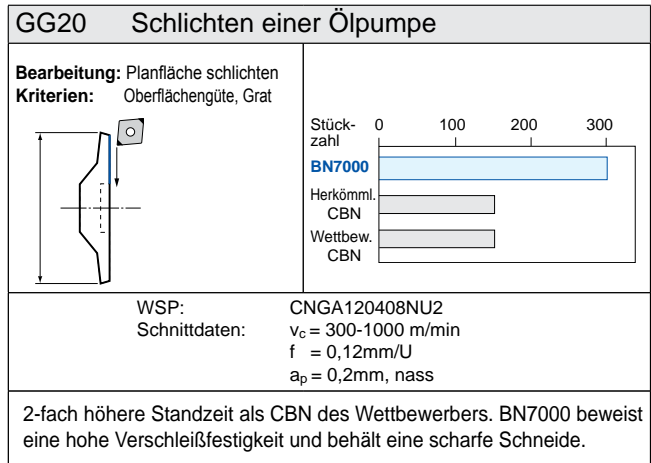 GG20 Schlichten einer Ölpumpe
Bearbeitung: Planfläche schlichten
Kriterien: Oberflächengüte, Grat
Stück-
zahl
0 100 200 300
BN7000
Herkömml.
CBN
Wettbew.
CBN
WSP: CNGA120408NU2
Schnittdaten: vc = 300-1000 m/min
f = 0,12mm/U
ap = 0,2mm, nass
2-fach höhere Standzeit als CBN des Wettbewerbers. BN7000 beweist
eine hohe Verschleißfestigkeit und behält eine scharfe Schneide.